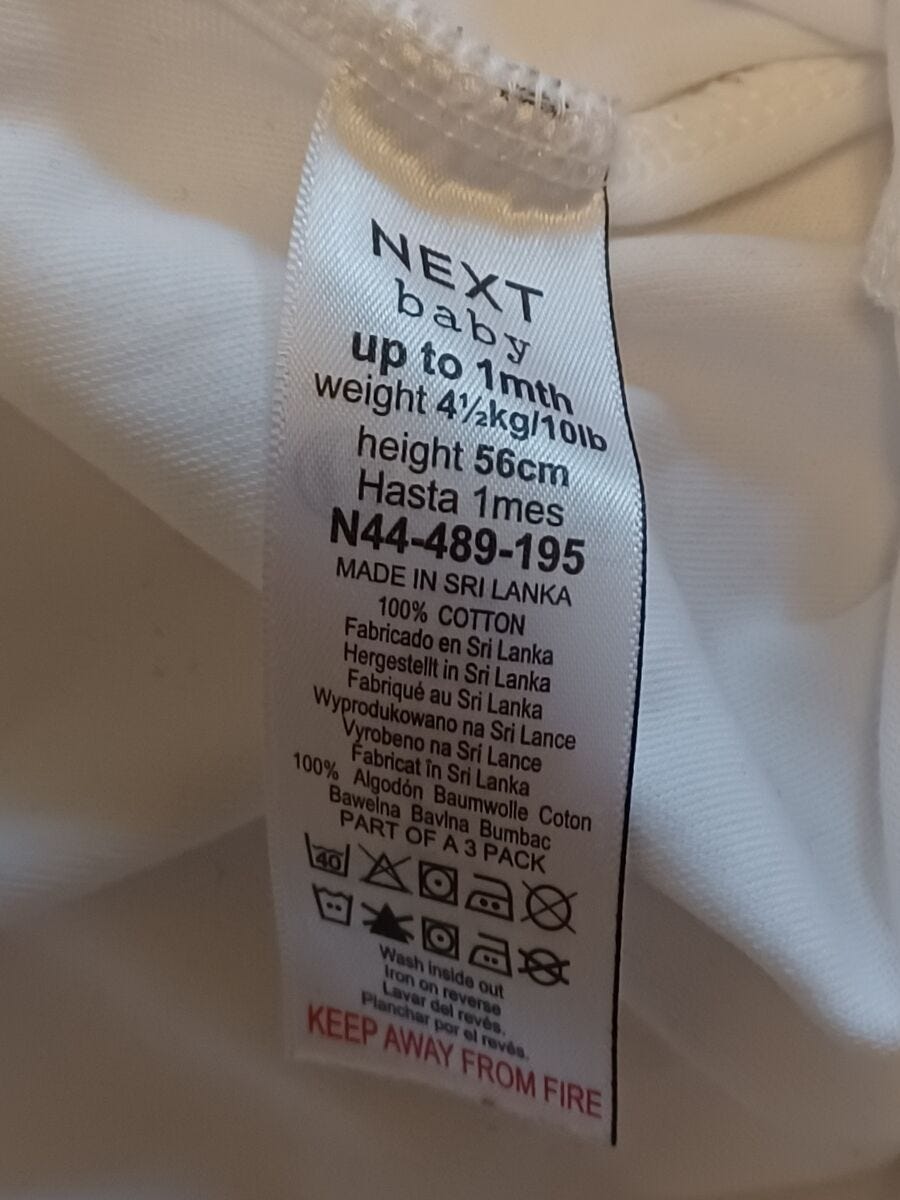 NEXT
baby
up to 1mth
weight 4½kg/10lb
height 56cm
Hasta 1mes
N44-489-195
MADE IN SRI LANKA
100% COTTON
Fabricado en Sri Lanka
Hergestellt in Sri Lanka
Fabriqué au Sri Lanka
Wyprodukowano na Sri Lance
Vyrobeno na Srí Lance
Fabricat în Sri Lanka
100% Algodón Baumwolle Coton
Bawełna Bavlna Bumbac
PART OF A 3 PACK
40
Wash inside out
Iron on reverse
Lavar del revés.
Planchar por el revés.
KEEP AWAY FROM FIRE